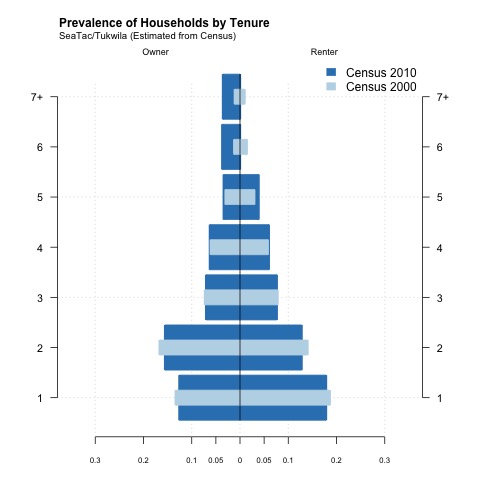 Prevalence of Households by Tenure
SeaTac/Tukwila (Estimated from Census)
Owner Renter
Census 2010
Census 2000
7+ 7+
6 6
5 5
4 4
3 3
2 2
1 1
0.3 0.2 0.1 0.05 0 0.05 0.1 0.2 0.3